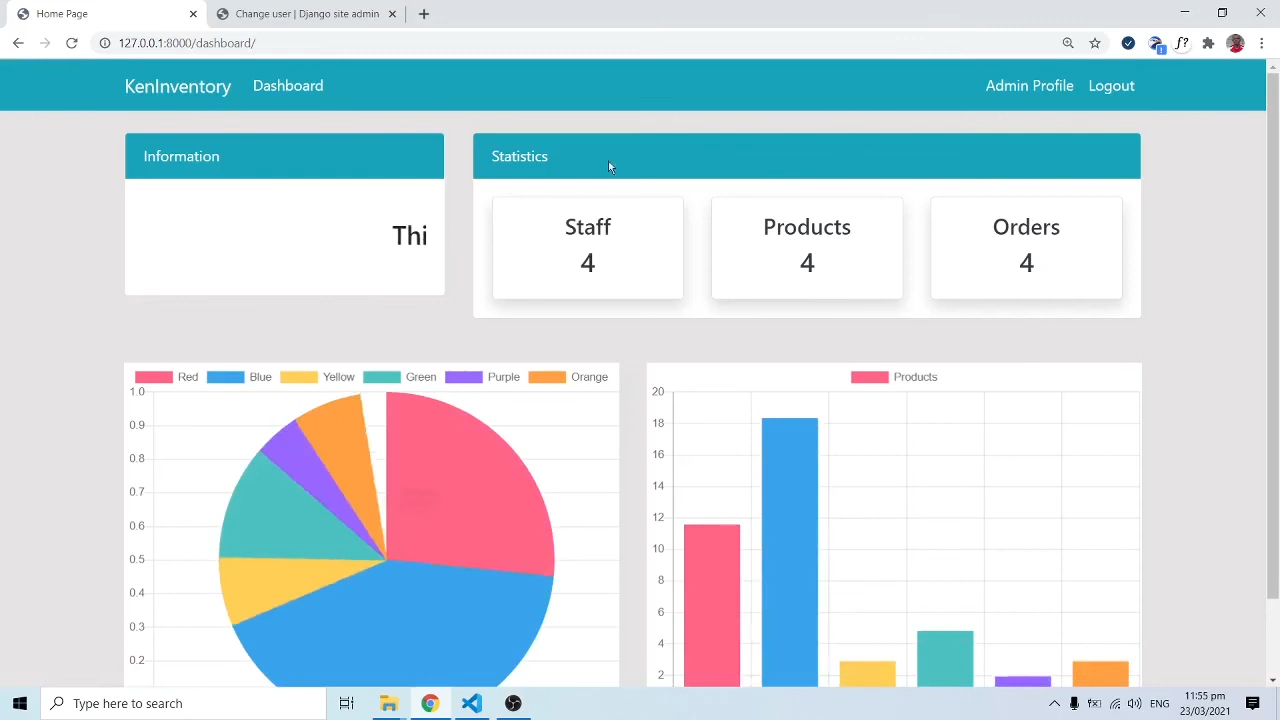 Home Page
Change user | Django site admin
127.0.0.1:8000/dashboard/
KenInventory Dashboard Admin Profile Logout
Information
Thi
Statistics
Staff
4
Products
4
Orders
4
Red Blue Yellow Green Purple Orange
1.0
0.9
0.8
0.7
0.6
0.5
0.4
0.3
0.2
Products
20
18
16
14
12
10
8
6
4
2
Type here to search
ENG
11:55 pm
23/03/2021